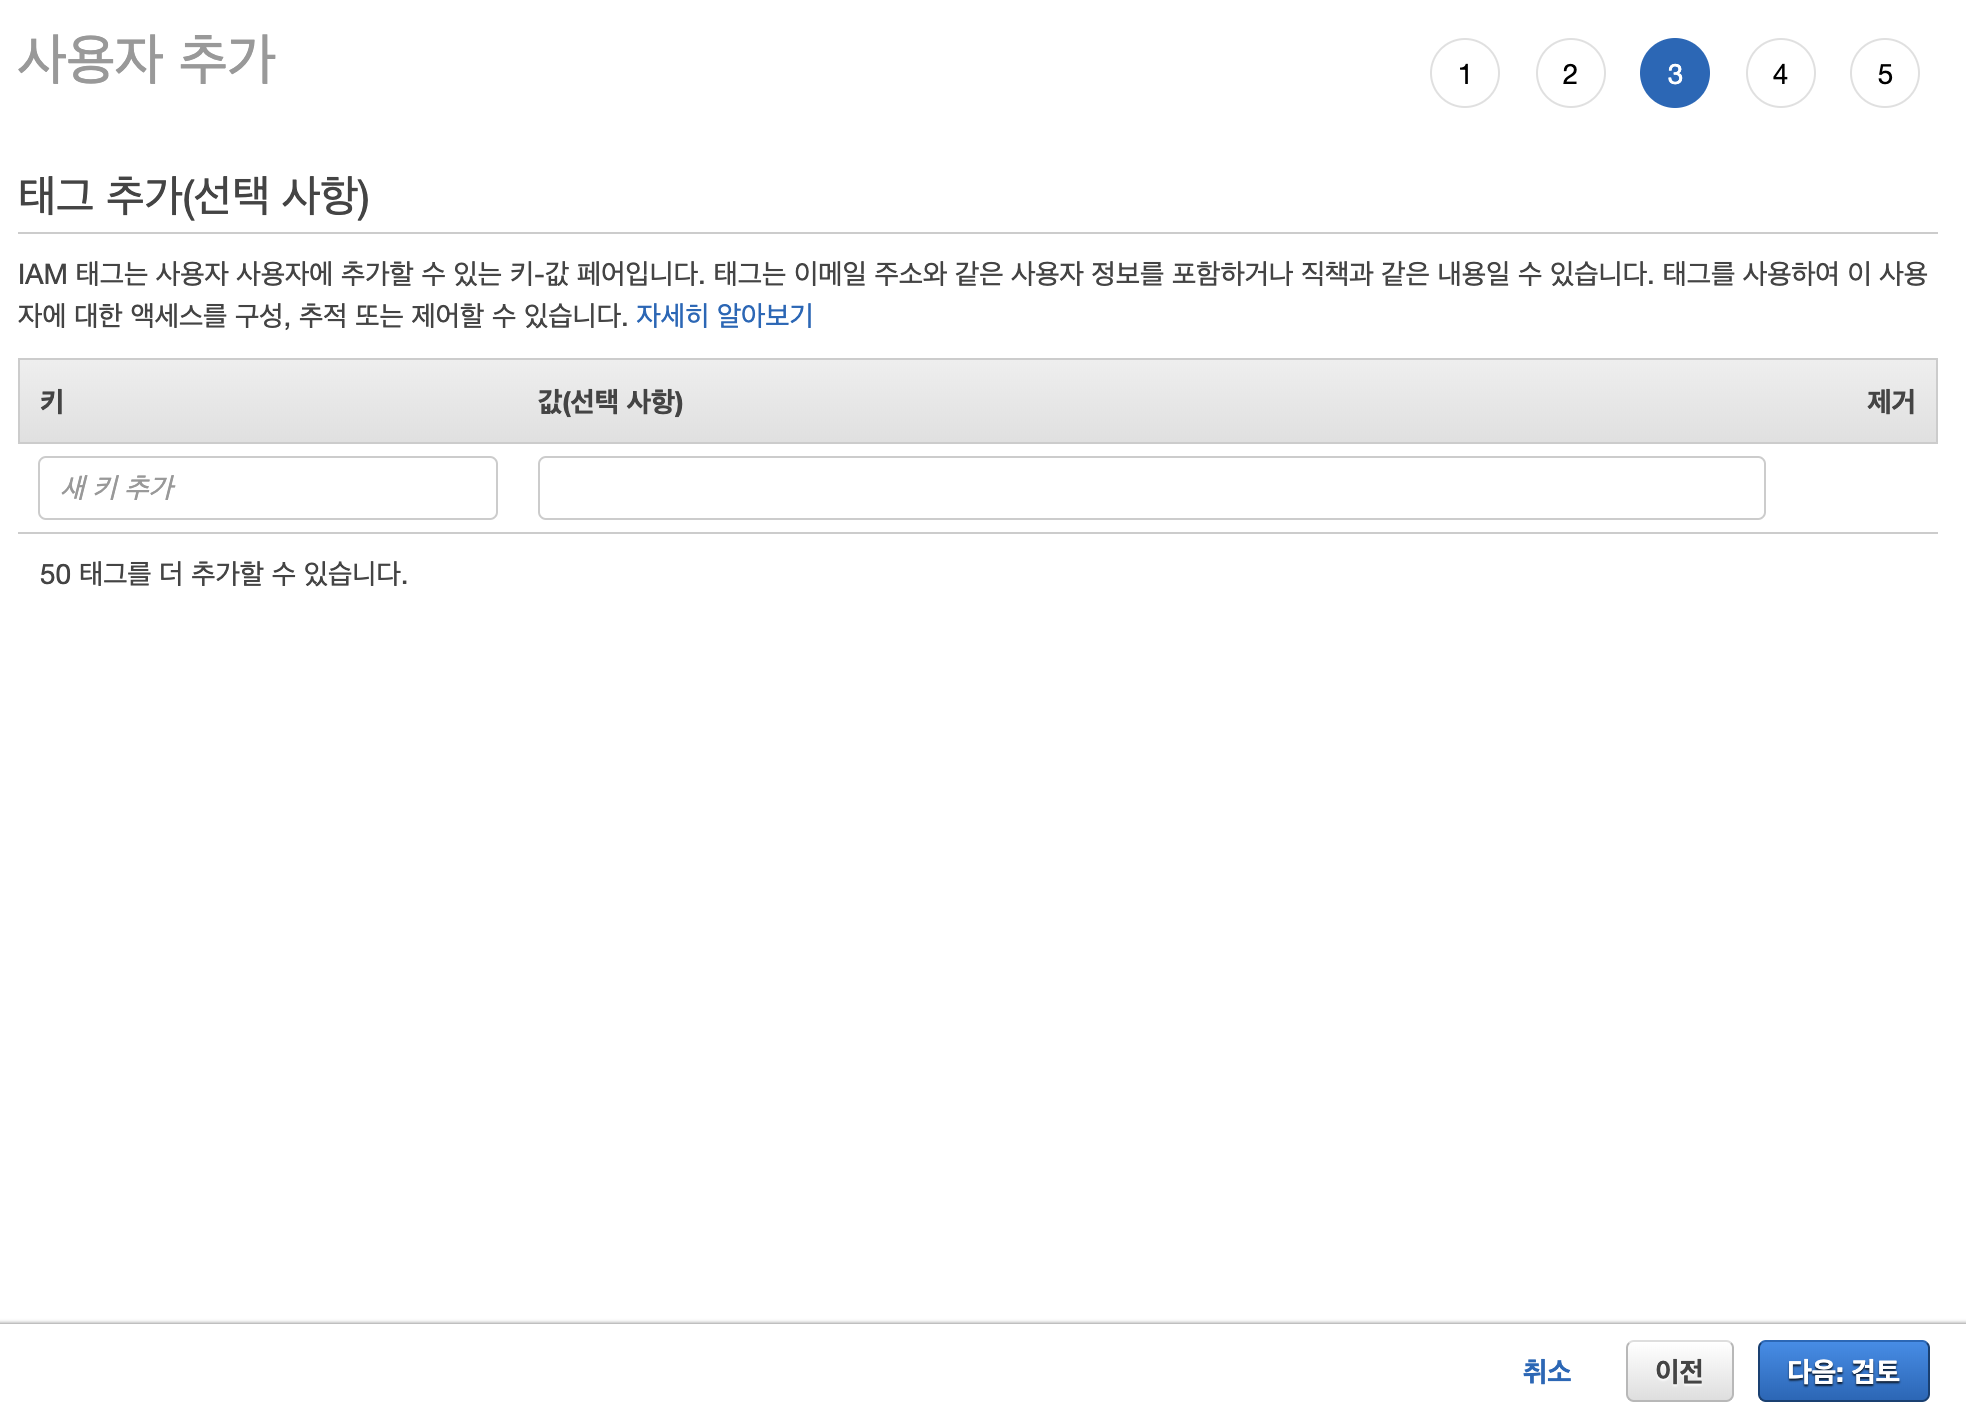 사용자 추가
1 2 3 4 5
태그 추가(선택 사항)
IAM 태그는 사용자 사용자에 추가할 수 있는 키-값 페어입니다. 태그는 이메일 주소와 같은 사용자 정보를 포함하거나 직책과 같은 내용일 수 있습니다. 태그를 사용하여 이 사용
자에 대한 액세스를 구성, 추적 또는 제어할 수 있습니다. 자세히 알아보기
키 값(선택 사항) 제거
새 키 추가
50 태그를 더 추가할 수 있습니다.
취소 이전 다음: 검토